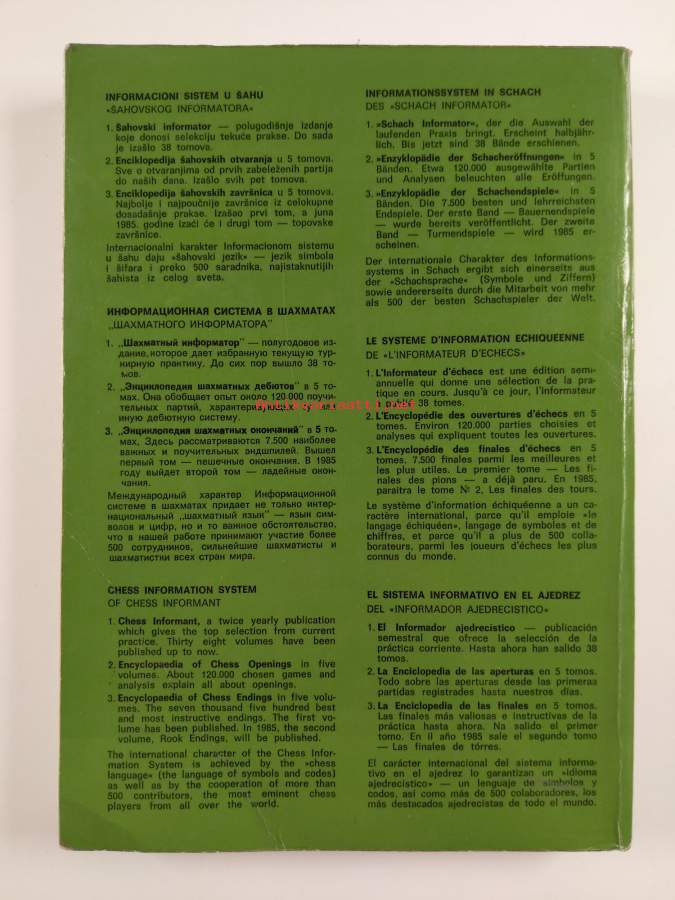 INFORMACIONI SISTEM U ŠAHU
»ŠAHOVSKOG INFORMATORA«
1. Šahovski informator — polugodišnje izdanje
koje donosi selekciju tekuće prakse. Do sada
je izašlo 38 tomova.
2. Enciklopedija šahovskih otvaranja u 5 tomova.
Sve o otvaranjima od prvih zabeleženih partija
do naših dana. Izašlo svih pet tomova.
3. Enciklopedija šahovskih završnica u 5 tomova.
Najbolje i najpoučnije završnice iz celokupne
dosadašnje prakse. Izašao prvi tom, a juna
1985. godine izaći će i drugi tom — topovske
završnice.
Internacionalni karakter Informacionom sistemu
u šahu daju »šahovski jezik« — jezik simbola
i šifara i preko 500 saradnika, najistaknutijih
šahista iz celog sveta.
ИНФОРМАЦИОННАЯ СИСТЕМА В ШАХМАТАХ
„ШАХМАТНОГО ИНФОРМАТОРА"
1. „Шахматный информатор" — полугодовое из-
дание, которое дает избранную текущую тур-
нирную практику. До сих пор вышло 38 то-
мов.
2. „Энциклопедия шахматных дебютов" в 5 то-
мах. Она обобщает опыт около 120.000 поучи-
тельных партий, характеризующих
иную дебютную систему.
3. „Энциклопедия шахматных окончаний" в 5 то-
мах, Здесь рассматриваются 7.500 наиболее
важных и поучительных эндшпилей. Вышел
первый том — пешечные окончания. В 1985
году выйдет второй том — ладейные окон-
чания.
Международный характер Информационной
системе в шахматах придает не только интер-
национальный „шахматный язык" — язык сим-
волов и цифр, но и то важное обстоятельство,
что в нашей работе принимают участие более
500 сотрудников, сильнейшие шахматисты и
шахматистки всех стран мира.
CHESS INFORMATION SYSTEM
OF CHESS INFORMANT
1. Chess Informant, a twice yearly publication
which gives the top selection from current
practice. Thirty eight volumes have been
published up to now.
2. Encyclopaedia of Chess Openings in five
volumes. About 120.000 chosen games and
analysis explain all about openings.
3. Encyclopaedia of Chess Endings in five volu-
mes. The seven thousand five hundred best
and most instructive endings. The first vo-
lume has been published. In 1985, the second
volume, Rook Endings, will be published.
The international character of the Chess Infor-
mation System is achieved by the »chess
language« (the language of symbols and codes)
as well as by the cooperation of more than
500 contributors, the most eminent chess
players from all over the world.
INFORMATIONSSYSTEM IN SCHACH
DES »SCHACH INFORMATOR«
1. »Schach Informator«, der die Auswahl der
laufenden Praxis bringt. Erscheint halbjähr-
lich. Bis jetzt sind 38 Bände erschienen.
2. »Enzyklopädie der Schacheröffnungen« in 5
Bänden. Etwa 120.000 ausgewählte Partien
und Analysen beleuchten alle Eröftungen.
3. »Enzyklopädie der Schachendspiele« in 5
Bänden. Die 7.500 besten und lehrreichsten
Endspiele. Der erste Band — Bauernendspiele
— wurde bereits veröffentlicht. Der zweite
Band — Turmendspiele — wird 1985 er-
scheinen.
Der internationale Charakter des Informations-
systems in Schach ergibt sich einerseits aus
der »Schachsprache« (Symbole und Ziffern)
sowie andererseits durch die Mitarbeit von mehr
als 500 der besten Schachspieler der Welt.
LE SYSTEME D'INFORMATION ECHIQUEENNE
DE »L'INFORMATEUR D'ECHECS«
1. L'Informateur d'échecs est une édition semi-
annuelle qui donne une sélection de la pra-
tique en cours. Jusqu'à ce jour, l'Informateur
a publié 38 tomes.
antikvariaatti.net
2. L'Encyclopédie des ouvertures d'échecs en 5
tomes. Environ 120.000 parties choisies et
analyses qui expliquent toutes les ouvertures.
3. L'Encyclopédie des finales d'échecs en 5
tomes. 7.500 finales parmi les meilleures et
les plus utiles. Le premier tome — Les fi-
nales des pions — a déjà paru. En 1985,
paraitra le tome № 2, Les finales des tours.
Le système d'information échiquéenne a un ca-
ractère international, parce qu'il emploie »le
langage échiquéen«, langage de symboles et de
chiffres, et parce qu'il a plus de 500 colla-
borateurs, parmi les joueurs d'échecs les plus
connus du monde.
EL SISTEMA INFORMATIVO EN EL AJEDREZ
DEL »INFORMADOR AJEDRECISTICO«
1. El Informador ajedrecístico — publicación
semestral que ofrece la selección de la
práctica corriente. Hasta ahora han salido 38
tomos.
2. La Enciclopedia de las aperturas en 5 tomos.
Todo sobre las aperturas desde las primeras
partidas registrades hasta nuestros días.
3. La Enciclopedia de las finales en 5 tomos.
Las finales más valiosas e instructivas de la
práctica hasta ahora. Na salido el primer
tomo. En il año 1985 sale el segundo tomo
— Las finales de tórres.
El carácter internacional del sistema informa-
tivo en el ajedrez lo garantizan un »idioma
ajedrecístico« — un lenguaje de simbolos y
codos, así como más de 500 colaboradores, los
más destacados ajedrecistas de todo el mundo.